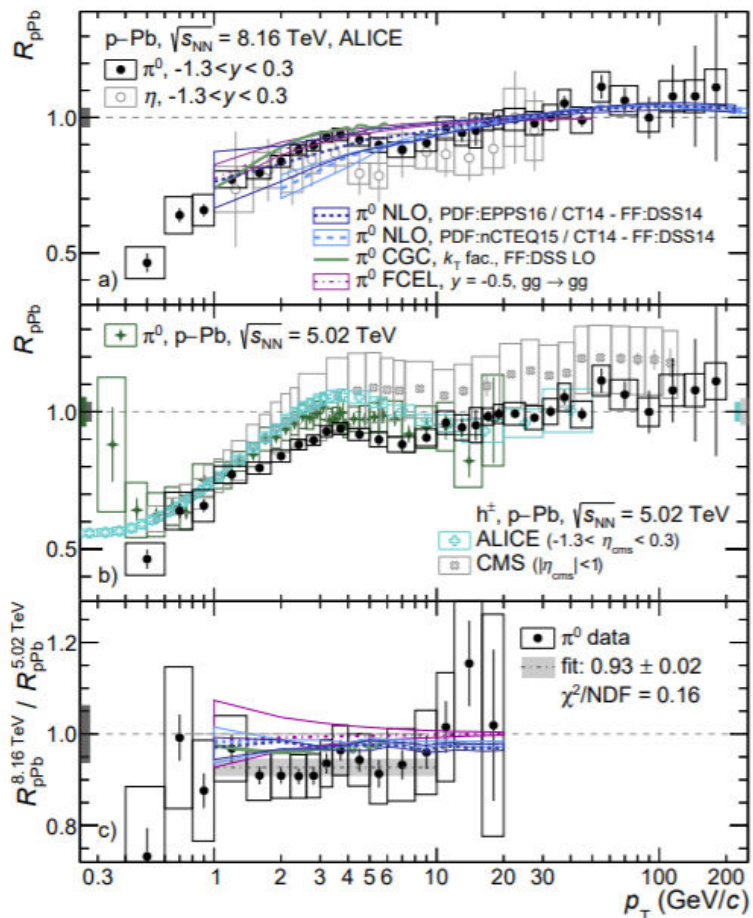 R_pPb
p–Pb, √s_NN = 8.16 TeV, ALICE
π⁰, -1.3<y<0.3
η, -1.3<y<0.3
1.0
0.5
π⁰ NLO, PDF:EPPS16 / CT14 - FF:DSS14
π⁰ NLO, PDF:nCTEQ15 / CT14 - FF:DSS14
π⁰ CGC, k_T fac., FF:DSS LO
π⁰ FCEL, y = -0.5, gg → gg
a)
R_pPb
π⁰, p–Pb, √s_NN = 5.02 TeV
1.0
0.5
h±, p–Pb, √s_NN = 5.02 TeV
ALICE (-1.3< η_cms < 0.3)
CMS (|η_cms|<1)
b)
R_pPb^8.16 TeV / R_pPb^5.02 TeV
1.2
1.0
0.8
π⁰ data
fit: 0.93 ± 0.02
χ²/NDF = 0.16
c)
0.3 1 2 3 4 5 6 10 20 30 100 200
p_T (GeV/c)